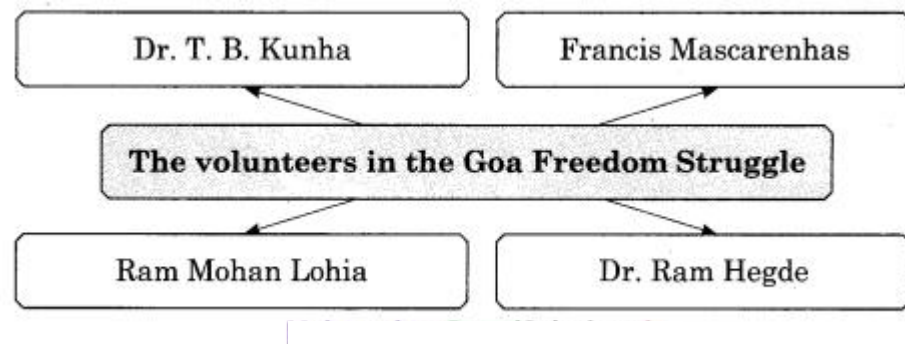 Dr. T. B. Kunha
Francis Mascarenhas
The volunteers in the Goa Freedom Struggle
Ram Mohan Lohia
Dr. Ram Hegde